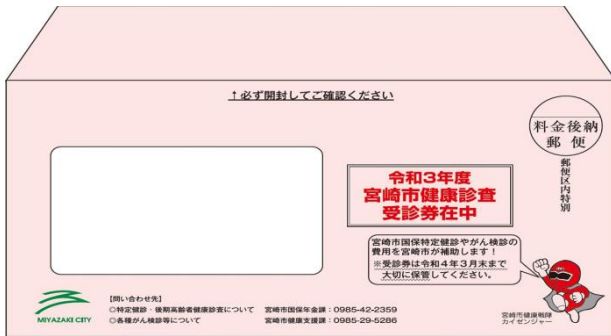 ↑必ず開封してご確認ください
料金後納
郵便
郵便区内特別
令和3年度
宮崎市健康診査
受診券在中
宮崎市国保特定健診やがん検診の
費用を宮崎市が補助します!
※受診券は令和4年3月末まで
大切に保管してください。
MIYAZAKI CITY
【問い合わせ先】
○特定健診・後期高齢者健康診査について 宮崎市国保年金課:0985-42-2359
○各種がん検診等について 宮崎市健康支援課:0985-29-5286
宮崎市健康戦隊
カイゼンジャー